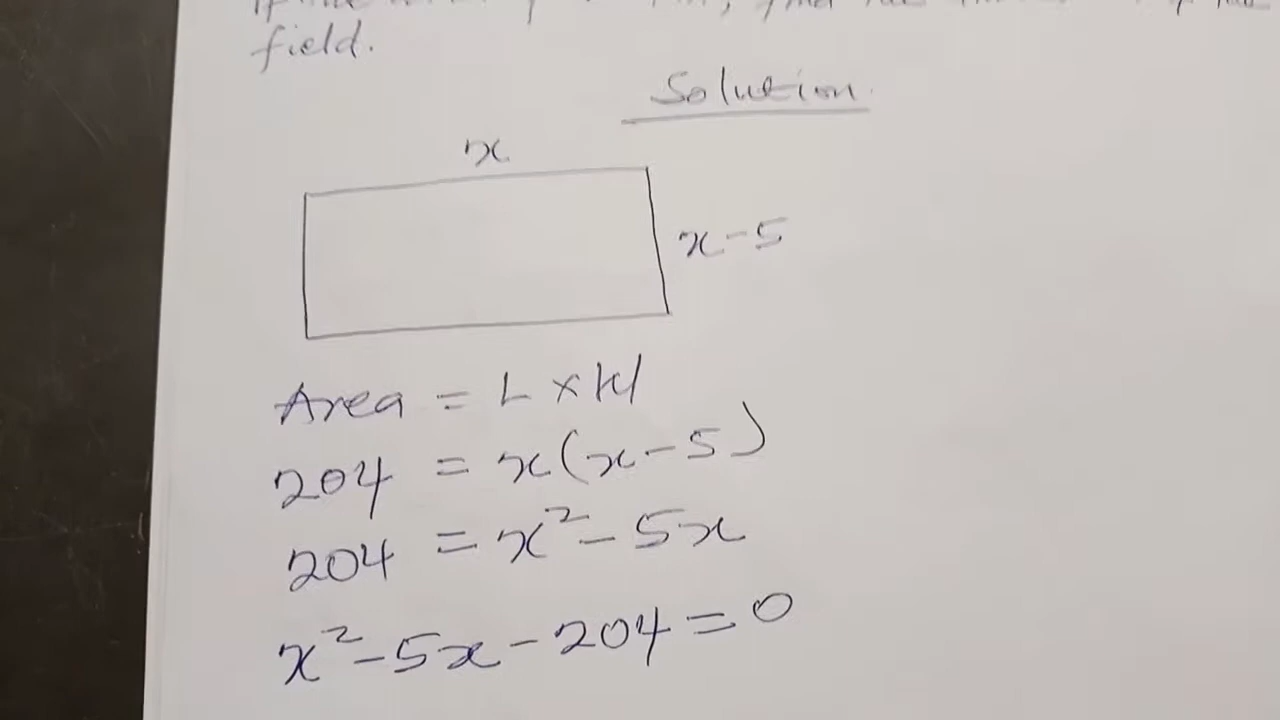 field.
Solution.
x
x-5
Area = L x W
204 = x(x-5)
204 = x²-5x
x²-5x-204=0